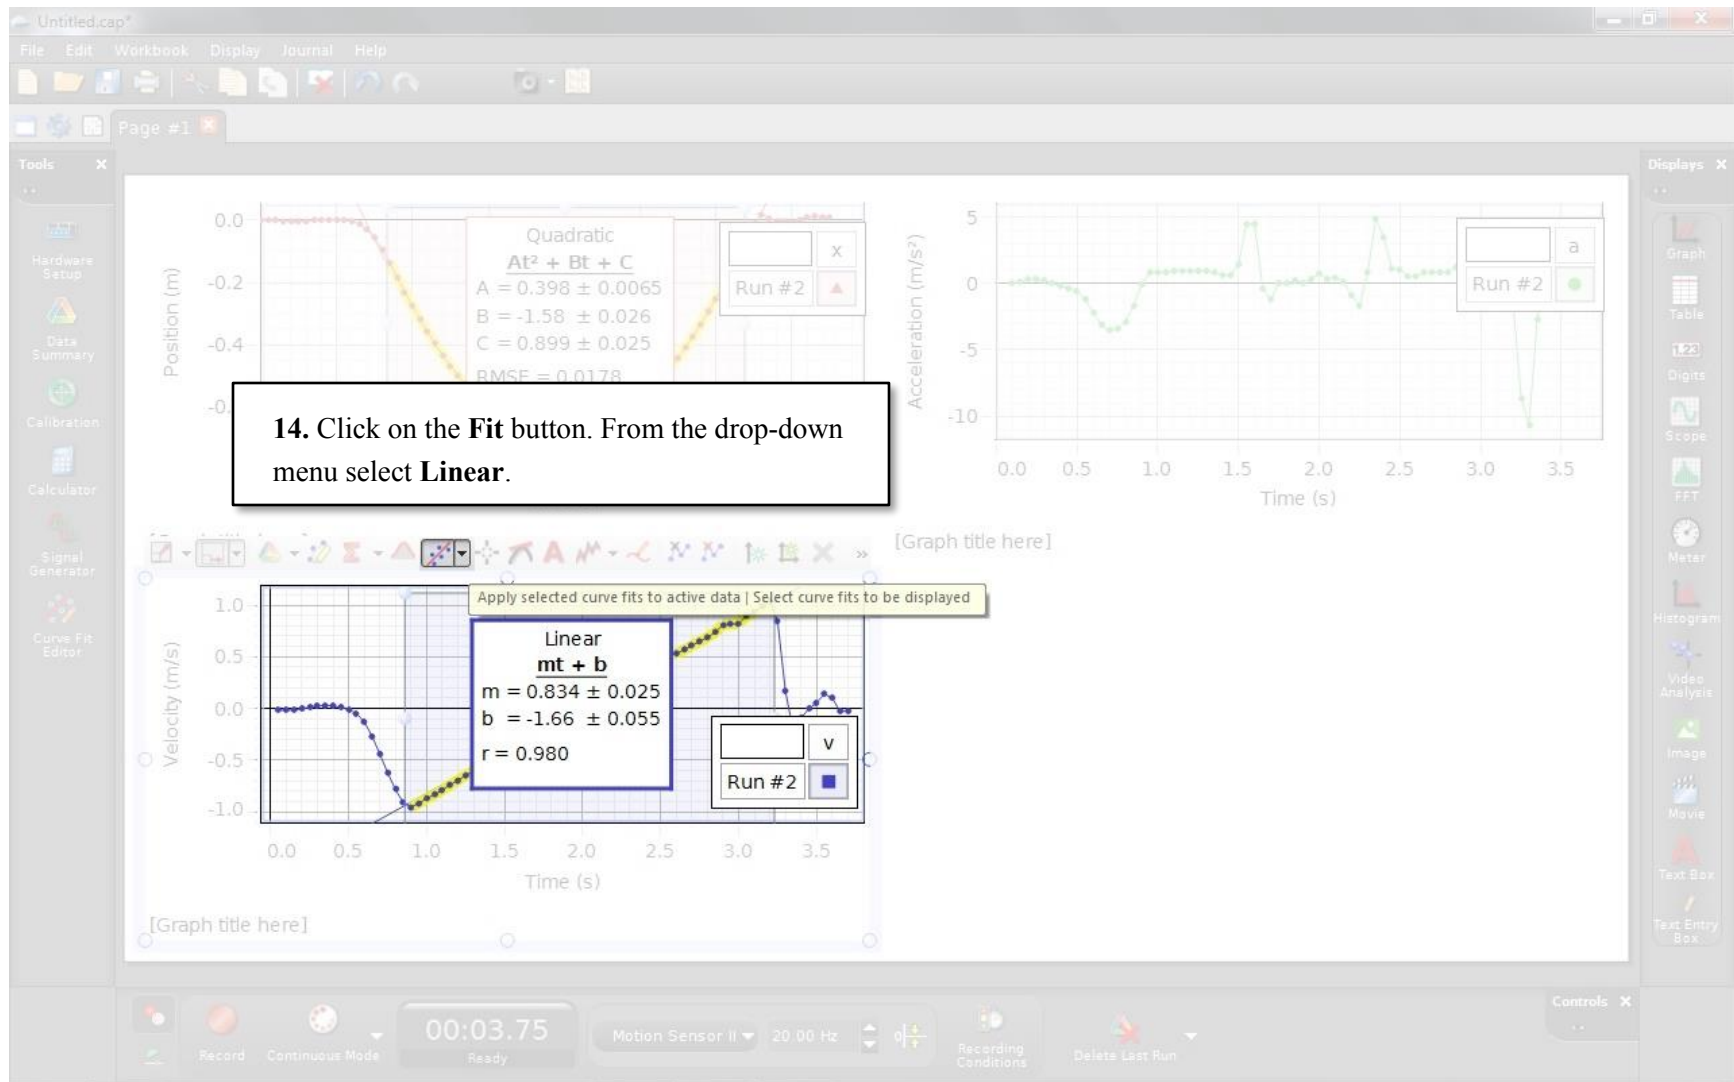 Untitled.cap*
File Edit Workbook Display Journal Help
Page #1
Tools
Hardware
Setup
Data
Summary
Calibration
Calculator
Signal
Generator
Curve Fit
Editor
Position (m)
0.0
-0.2
-0.4
-0.
Quadratic
At² + Bt + C
A = 0.398 ± 0.0065
B = -1.58 ± 0.026
C = 0.899 ± 0.025
RMSE = 0.0178
x
Run #2
Acceleration (m/s²)
5
0
-5
-10
a
Run #2
0.0 0.5 1.0 1.5 2.0 2.5 3.0 3.5
Time (s)
14. Click on the Fit button. From the drop-down
menu select Linear.
[Graph title here]
Apply selected curve fits to active data | Select curve fits to be displayed
Velocity (m/s)
1.0
0.5
0.0
-0.5
-1.0
Linear
mt + b
m = 0.834 ± 0.025
b = -1.66 ± 0.055
r = 0.980
v
Run #2
0.0 0.5 1.0 1.5 2.0 2.5 3.0 3.5
Time (s)
[Graph title here]
Displays
Graph
Table
1.23
Digits
Scope
FFT
Meter
Histogram
Video
Analysis
Image
Movie
Text Box
Text Entry
Box
Controls
Record
Continuous Mode
00:03.75
Ready
Motion Sensor II
20.00 Hz
Recording
Conditions
Delete Last Run